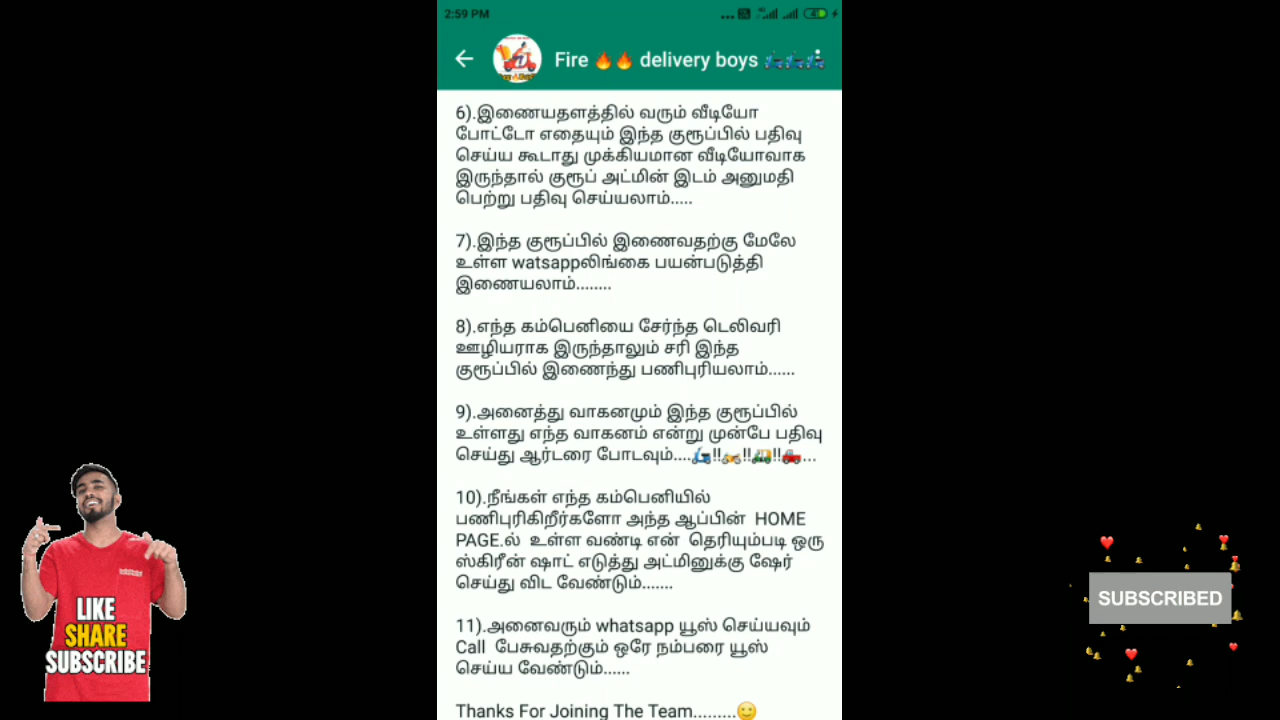 2:59 PM
Fire 🔥🔥 delivery boys 🛵🛵🛵
6).இணையதளத்தில் வரும் வீடியோ
போட்டோ எதையும் இந்த குரூப்பில் பதிவு
செய்ய கூடாது முக்கியமான வீடியோவாக
இருந்தால் குரூப் அட்மின் இடம் அனுமதி
பெற்று பதிவு செய்யலாம்.....
7).இந்த குரூப்பில் இணைவதற்கு மேலே
உள்ள watsappலிங்கை பயன்படுத்தி
இணையலாம்........
8).எந்த கம்பெனியை சேர்ந்த டெலிவரி
ஊழியராக இருந்தாலும் சரி இந்த
குரூப்பில் இணைந்து பணிபுரியலாம்......
9).அனைத்து வாகனமும் இந்த குரூப்பில்
உள்ளது எந்த வாகனம் என்று முன்பே பதிவு
செய்து ஆர்டரை போடவும்....🛵!!🏍!!🛺!!🚗...
10).நீங்கள் எந்த கம்பெனியில்
பணிபுரிகிறீர்களோ அந்த ஆப்பின் HOME
PAGE.ல் உள்ள வண்டி என் தெரியும்படி ஒரு
ஸ்கிரீன் ஷாட் எடுத்து அட்மினுக்கு ஷேர்
செய்து விட வேண்டும்.......
11).அனைவரும் whatsapp யூஸ் செய்யவும்
Call பேசுவதற்கும் ஒரே நம்பரை யூஸ்
செய்ய வேண்டும்......
Thanks For Joining The Team.........🙂
LIKE
SHARE
SUBSCRIBE
SUBSCRIBED